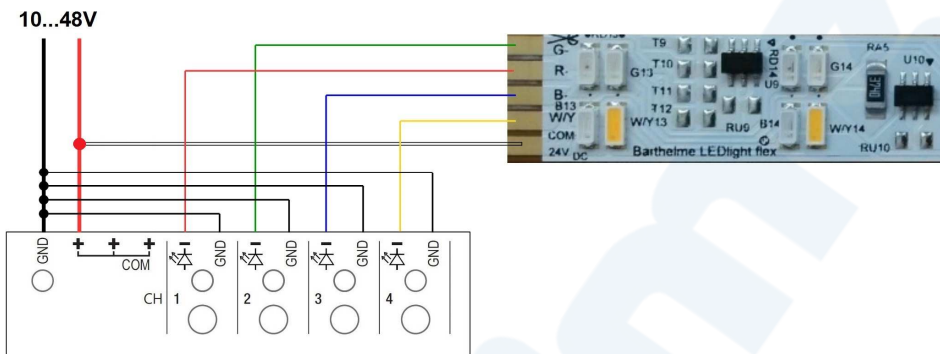 10...48V
G-
R-
B-
B13
W/Y
COM
24V DC
T9
T10
T11
T12
G13
W/Y13
RU9
RD14
U9
G14
B14
W/Y14
RA5
U10
RU10
Barthelme LEDlight flex
GND
+ + +
COM
CH
- GND
1
- GND
2
- GND
3
- GND
4